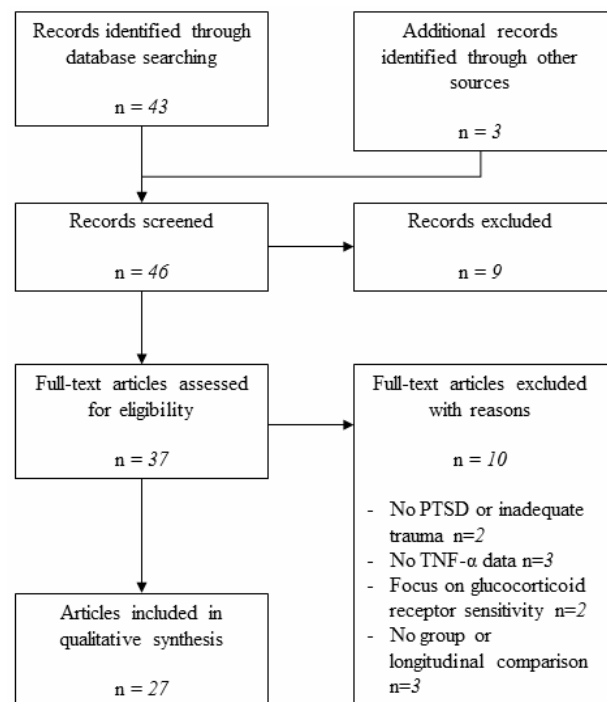 Records identified through
database searching
n = 43
Additional records
identified through other
sources
n = 3
Records screened
n = 46
Records excluded
n = 9
Full-text articles assessed
for eligibility
n = 37
Full-text articles excluded
with reasons
n = 10
- No PTSD or inadequate
trauma n=2
- No TNF-α data n=3
- Focus on glucocorticoid
receptor sensitivity n=2
- No group or
longitudinal comparison
n=3
Articles included in
qualitative synthesis
n = 27